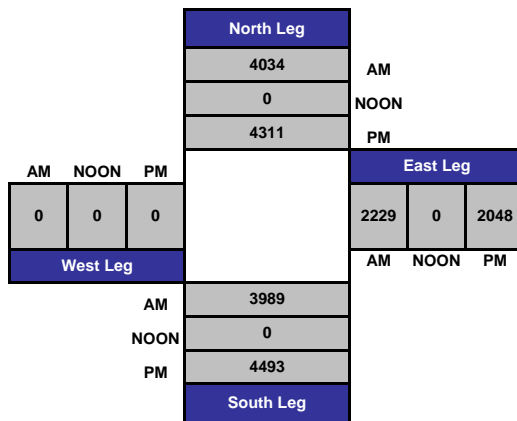 North Leg
4034 AM
0 NOON
4311 PM
AM NOON PM
East Leg
0 0 0
2229 0 2048
West Leg
AM NOON PM
AM 3989
NOON 0
PM 4493
South Leg